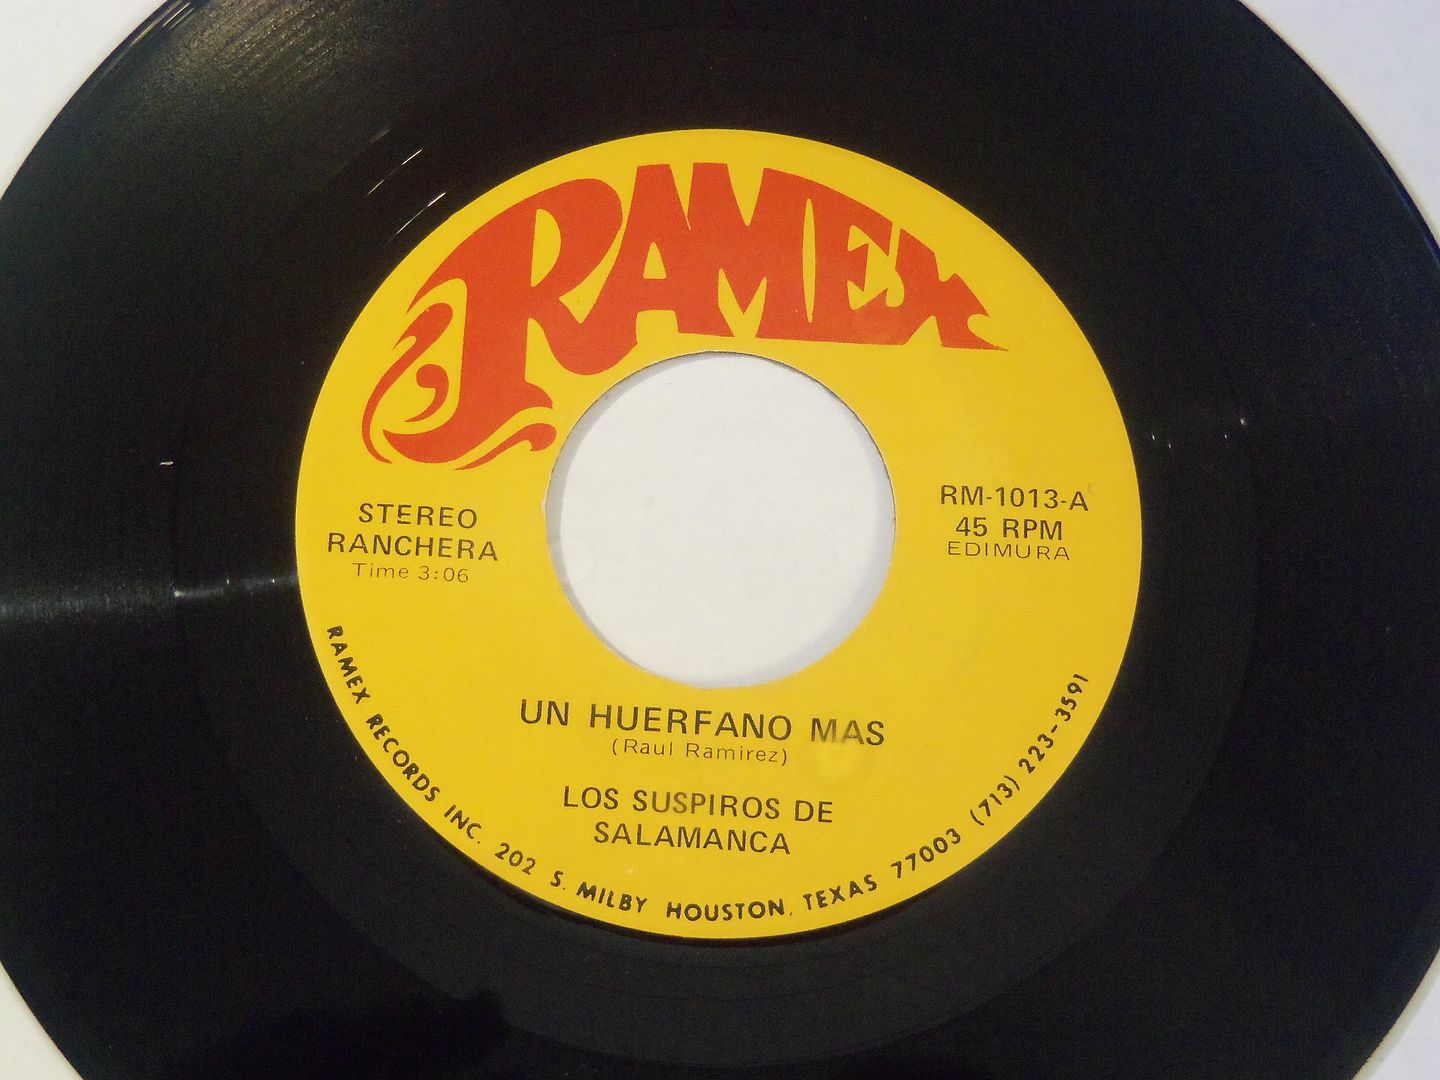 RAMEX
STEREO
RANCHERA
Time 3:06
RM-1013-A
45 RPM
EDIMURA
UN HUERFANO MAS
(Raul Ramirez)
LOS SUSPIROS DE
SALAMANCA
RAMEX RECORDS INC. 202 S. MILBY HOUSTON, TEXAS 77003 (713) 223-3591